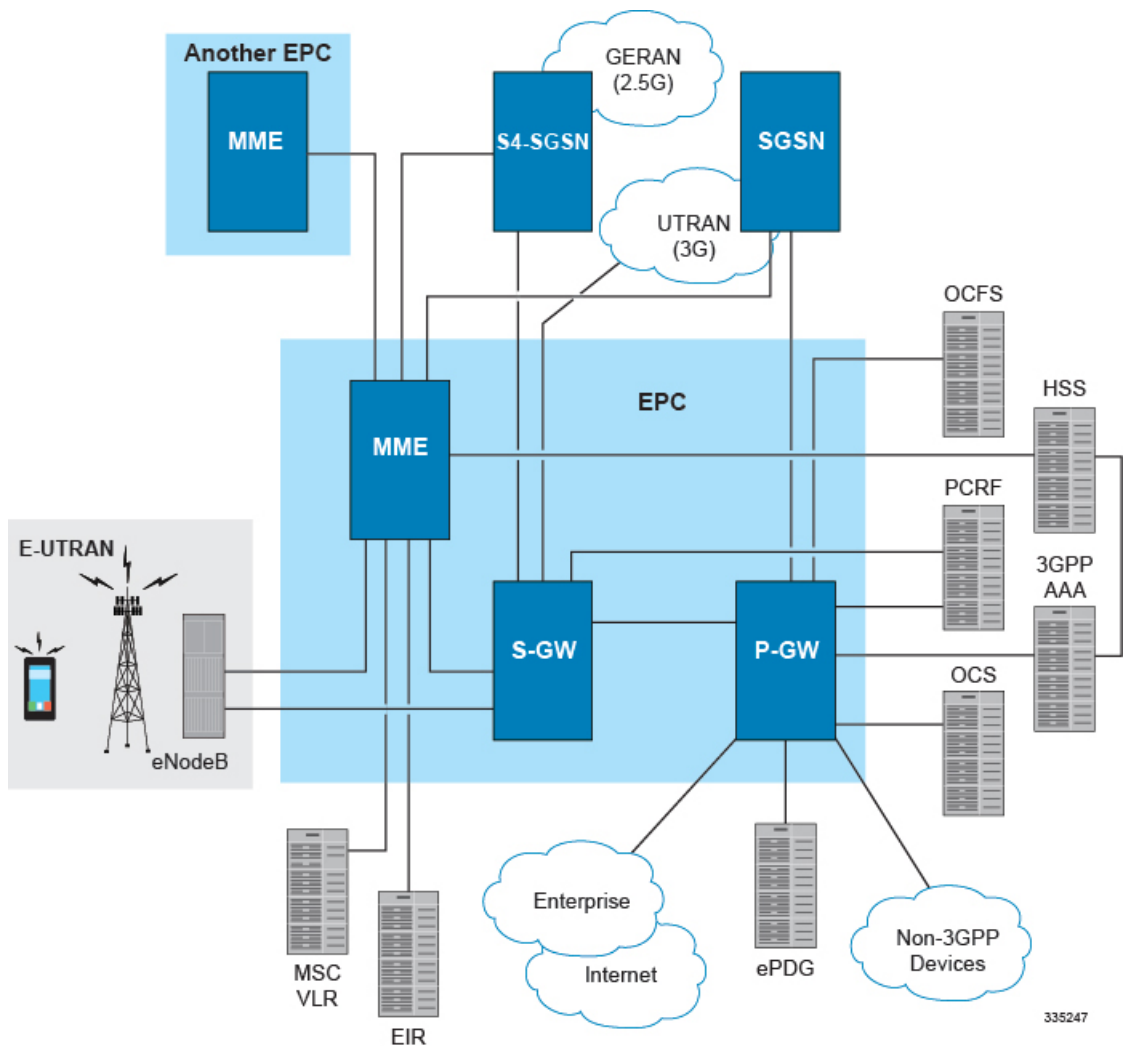 Another EPC
MME
GERAN
(2.5G)
S4-SGSN
SGSN
UTRAN
(3G)
OCFS
EPC
HSS
MME
PCRF
E-UTRAN
3GPP
AAA
S-GW
P-GW
OCS
eNodeB
Enterprise
Internet
ePDG
Non-3GPP
Devices
MSC
VLR
EIR
335247